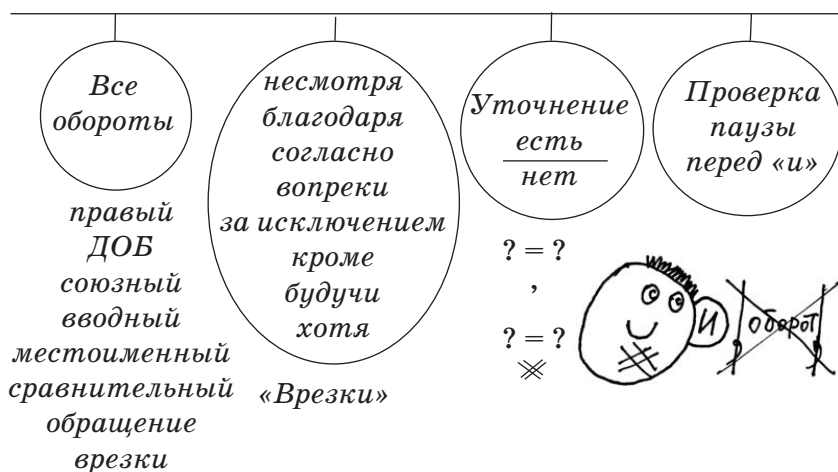 Все
обороты
правый
ДОБ
союзный
вводный
местоименный
сравнительный
обращение
врезки
несмотря
благодаря
согласно
вопреки
за исключением
кроме
будучи
хотя
«Врезки»
Уточнение
есть
нет
? = ?
,
? = ?
Проверка
паузы
перед «и»
И
, оборот ,